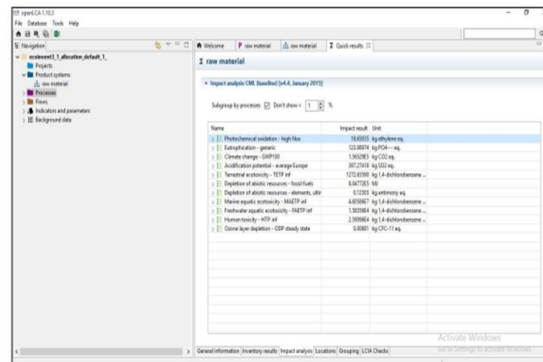 openLCA 1.10.3
File Database Tools Help
Navigation
ecoinvent3_1_allocation_default_1_
Projects
Product systems
raw material
Processes
Flows
Indicators and parameters
Background data
Welcome
raw material
raw material
Quick results
Σ raw material
Impact analysis: CML (baseline) [v4.4, January 2015]
Subgroup by processes Don't show < 1 %
Name Impact result Unit
Photochemical oxidation - high Nox kg ethylene eq.
Eutrophication - generic kg PO4--- eq.
Climate change - GWP100 kg CO2 eq.
Acidification potential - average Europe kg SO2 eq.
Terrestrial ecotoxicity - TETP inf kg 1,4-dichlorobenzene ...
Depletion of abiotic resources - fossil fuels MJ
Depletion of abiotic resources - elements, ultir kg antimony eq.
Marine aquatic ecotoxicity - MAETP inf kg 1,4-dichlorobenzene ...
Freshwater aquatic ecotoxicity - FAETP inf kg 1,4-dichlorobenzene ...
Human toxicity - HTP inf kg 1,4-dichlorobenzene ...
Ozone layer depletion - ODP steady state kg CFC-11 eq.
Activate Windows
Go to Settings to activate Windows.
General information Inventory results Impact analysis Locations Grouping LCIA Checks